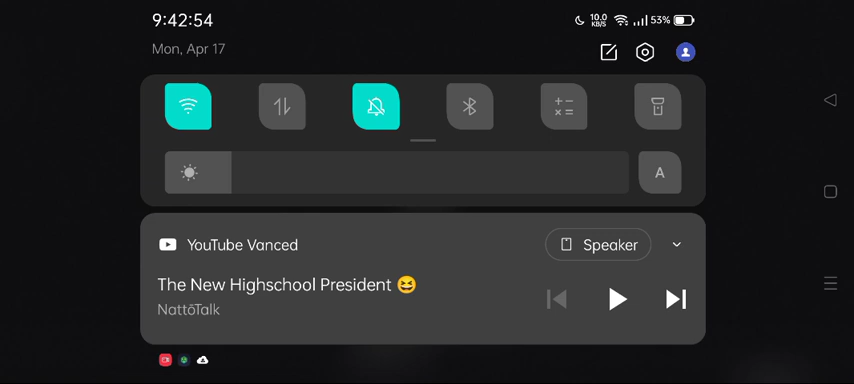 9:42:54
10.0
KB/S
53%
Mon, Apr 17
A
YouTube Vanced
Speaker
The New Highschool President 😆
NattōTalk